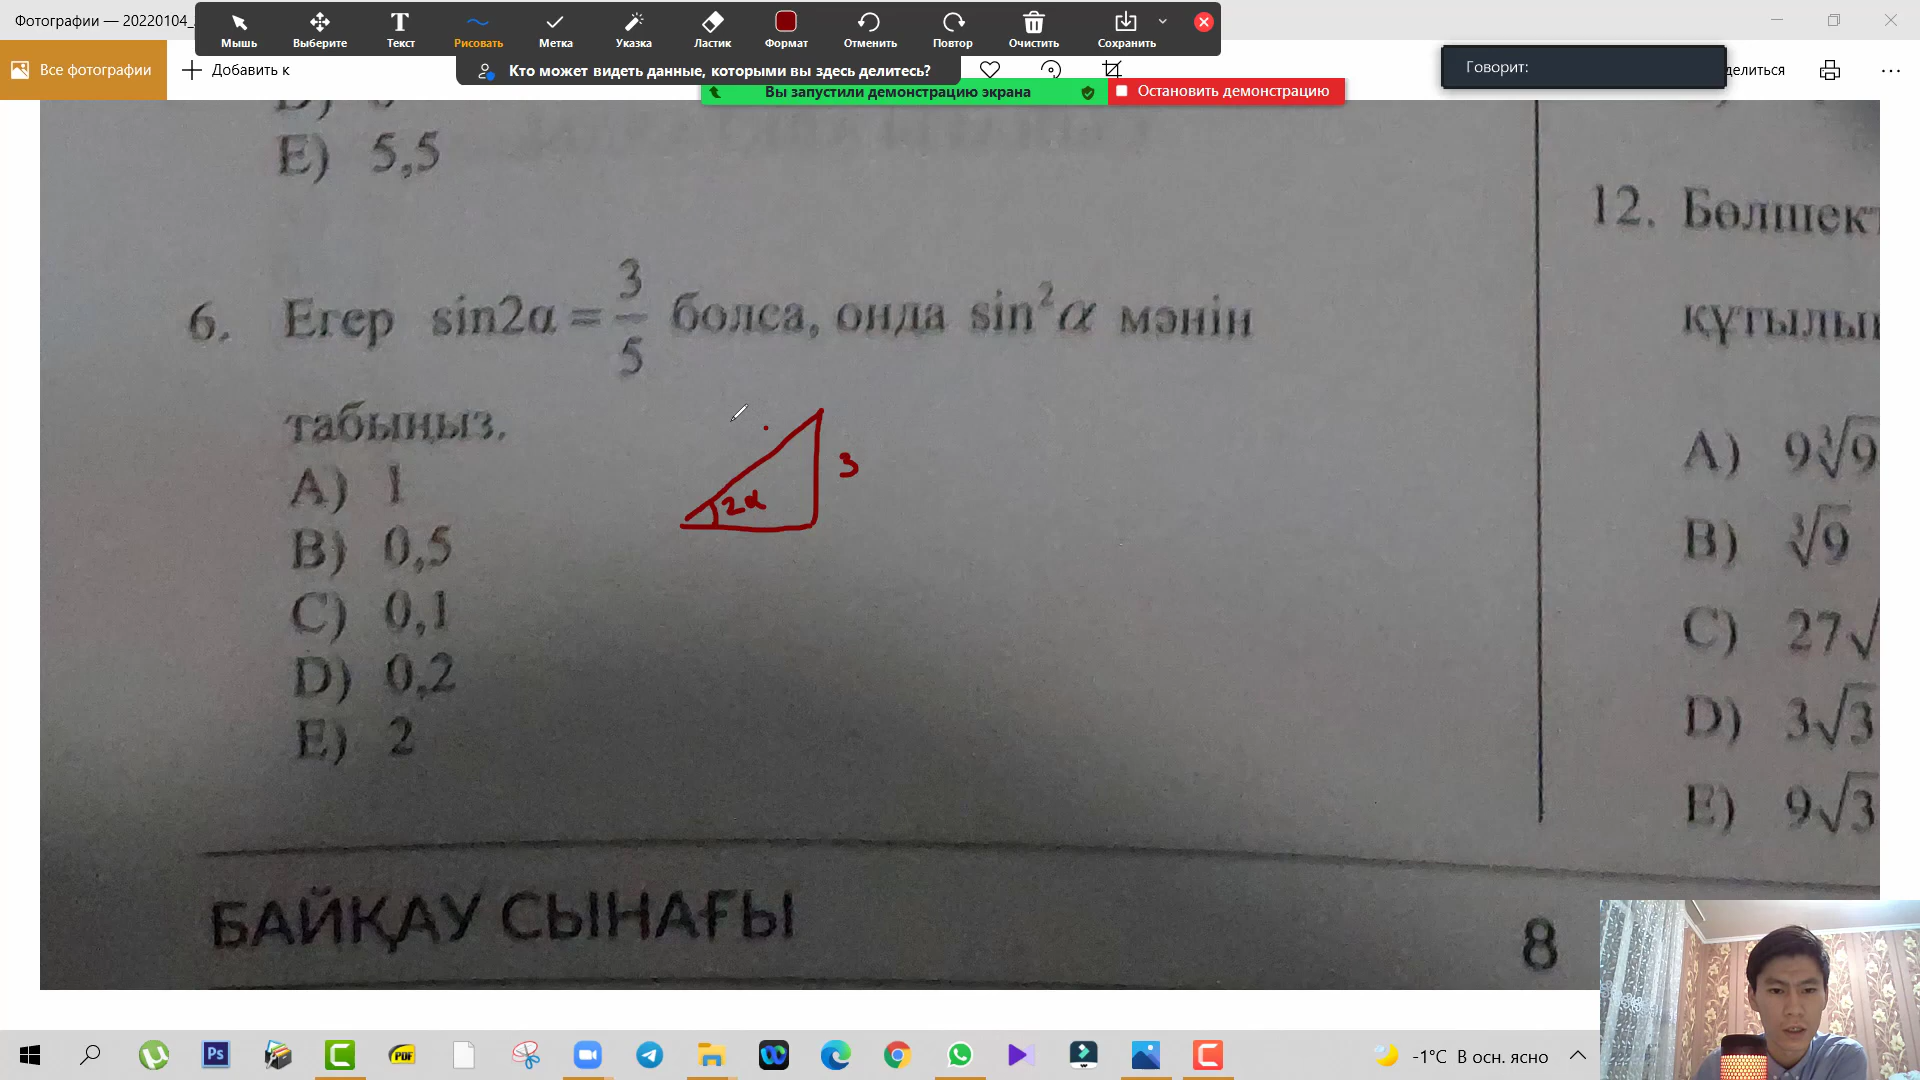 Фотографии — 20220104_
Мышь
Выберите
Текст
Рисовать
Метка
Указка
Ластик
Формат
Отменить
Повтор
Очистить
Сохранить
Все фотографии
Добавить к
Кто может видеть данные, которыми вы здесь делитесь?
Говорит:
делиться
Вы запустили демонстрацию экрана
Остановить демонстрацию
E) 5,5
6. Егер sin2α = 3/5 болса, онда sin²α мәнін
табыңыз.
A) 1
B) 0,5
C) 0,1
D) 0,2
E) 2
2α
3
12. Бөлшект
құтылы
A) 9∛9
B) ∛9
C) 27√
D) 3√3
E) 9√3
БАЙҚАУ СЫНАҒЫ
8
Ps
PDF
-1°C В осн. ясно